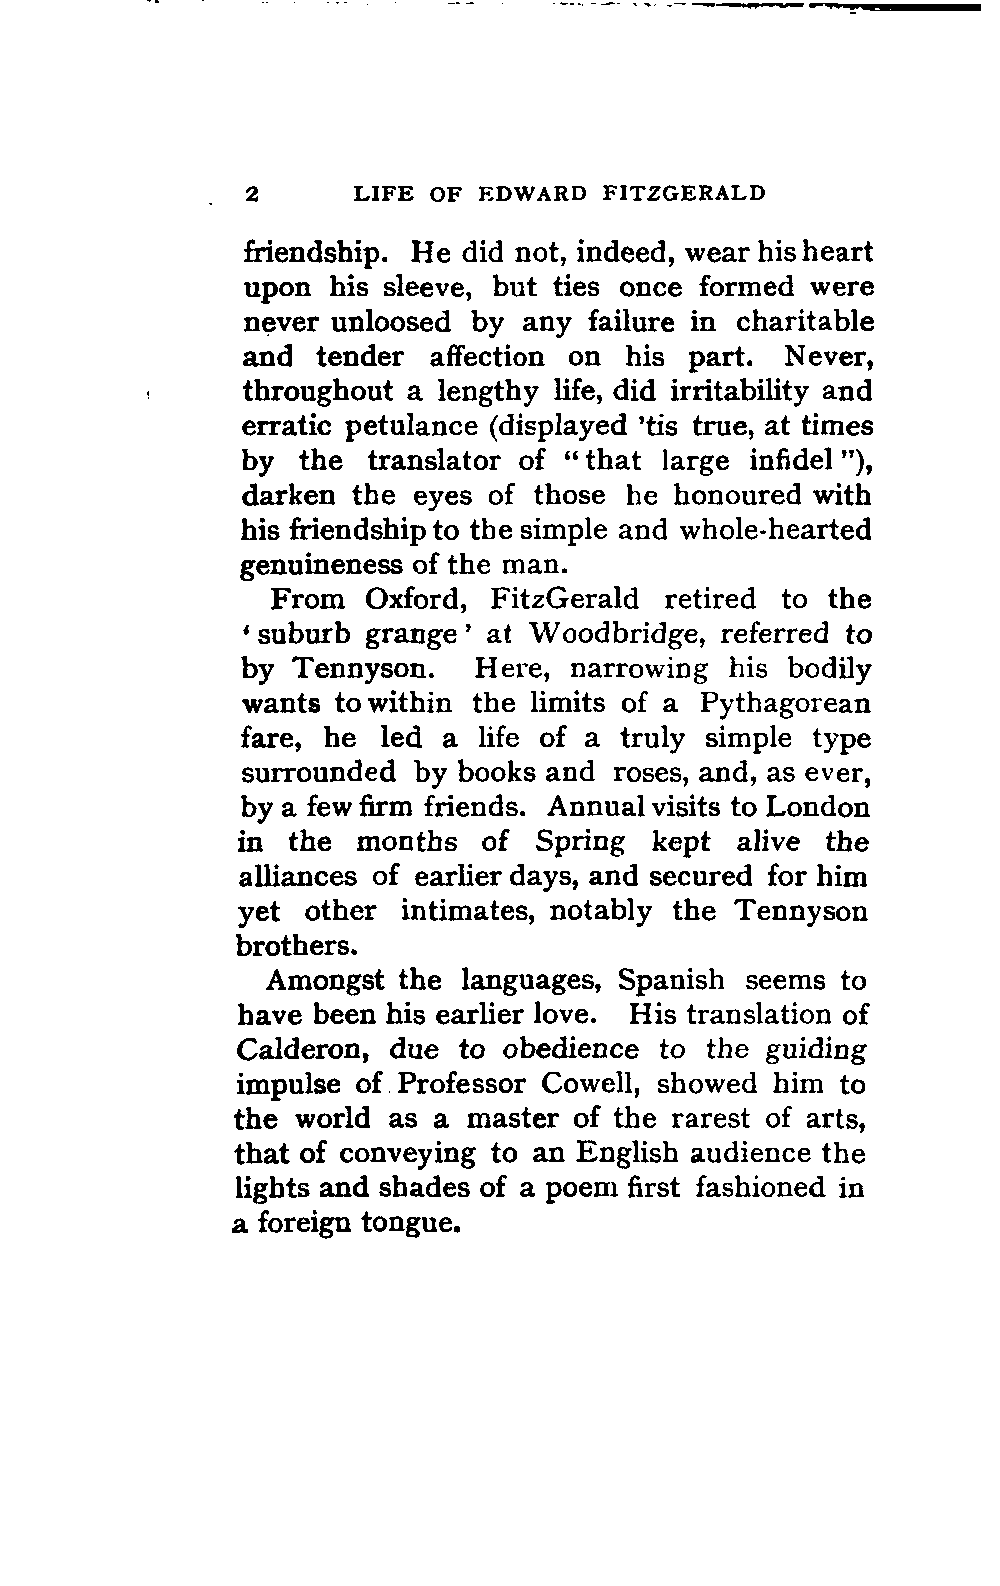 2 LIFE OF EDWARD FITZGERALD
friendship. He did not, indeed, wear his heart
upon his sleeve, but ties once formed were
never unloosed by any failure in charitable
and tender affection on his part. Never,
throughout a lengthy life, did irritability and
erratic petulance (displayed 'tis true, at times
by the translator of "that large infidel"),
darken the eyes of those he honoured with
his friendship to the simple and whole-hearted
genuineness of the man.
From Oxford, FitzGerald retired to the
'suburb grange' at Woodbridge, referred to
by Tennyson. Here, narrowing his bodily
wants to within the limits of a Pythagorean
fare, he led a life of a truly simple type
surrounded by books and roses, and, as ever,
by a few firm friends. Annual visits to London
in the months of Spring kept alive the
alliances of earlier days, and secured for him
yet other intimates, notably the Tennyson
brothers.
Amongst the languages, Spanish seems to
have been his earlier love. His translation of
Calderon, due to obedience to the guiding
impulse of Professor Cowell, showed him to
the world as a master of the rarest of arts,
that of conveying to an English audience the
lights and shades of a poem first fashioned in
a foreign tongue.